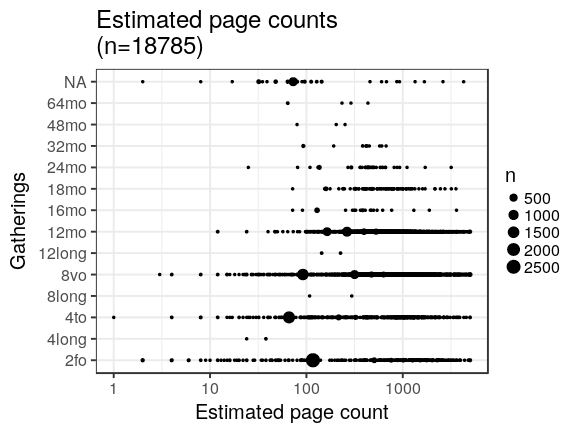 Estimated page counts
(n=18785)
NA
64mo
48mo
32mo
24mo
18mo
16mo
12mo
12long
8vo
8long
4to
4long
2fo
Gatherings
1 10 100 1000
Estimated page count
n
500
1000
1500
2000
2500